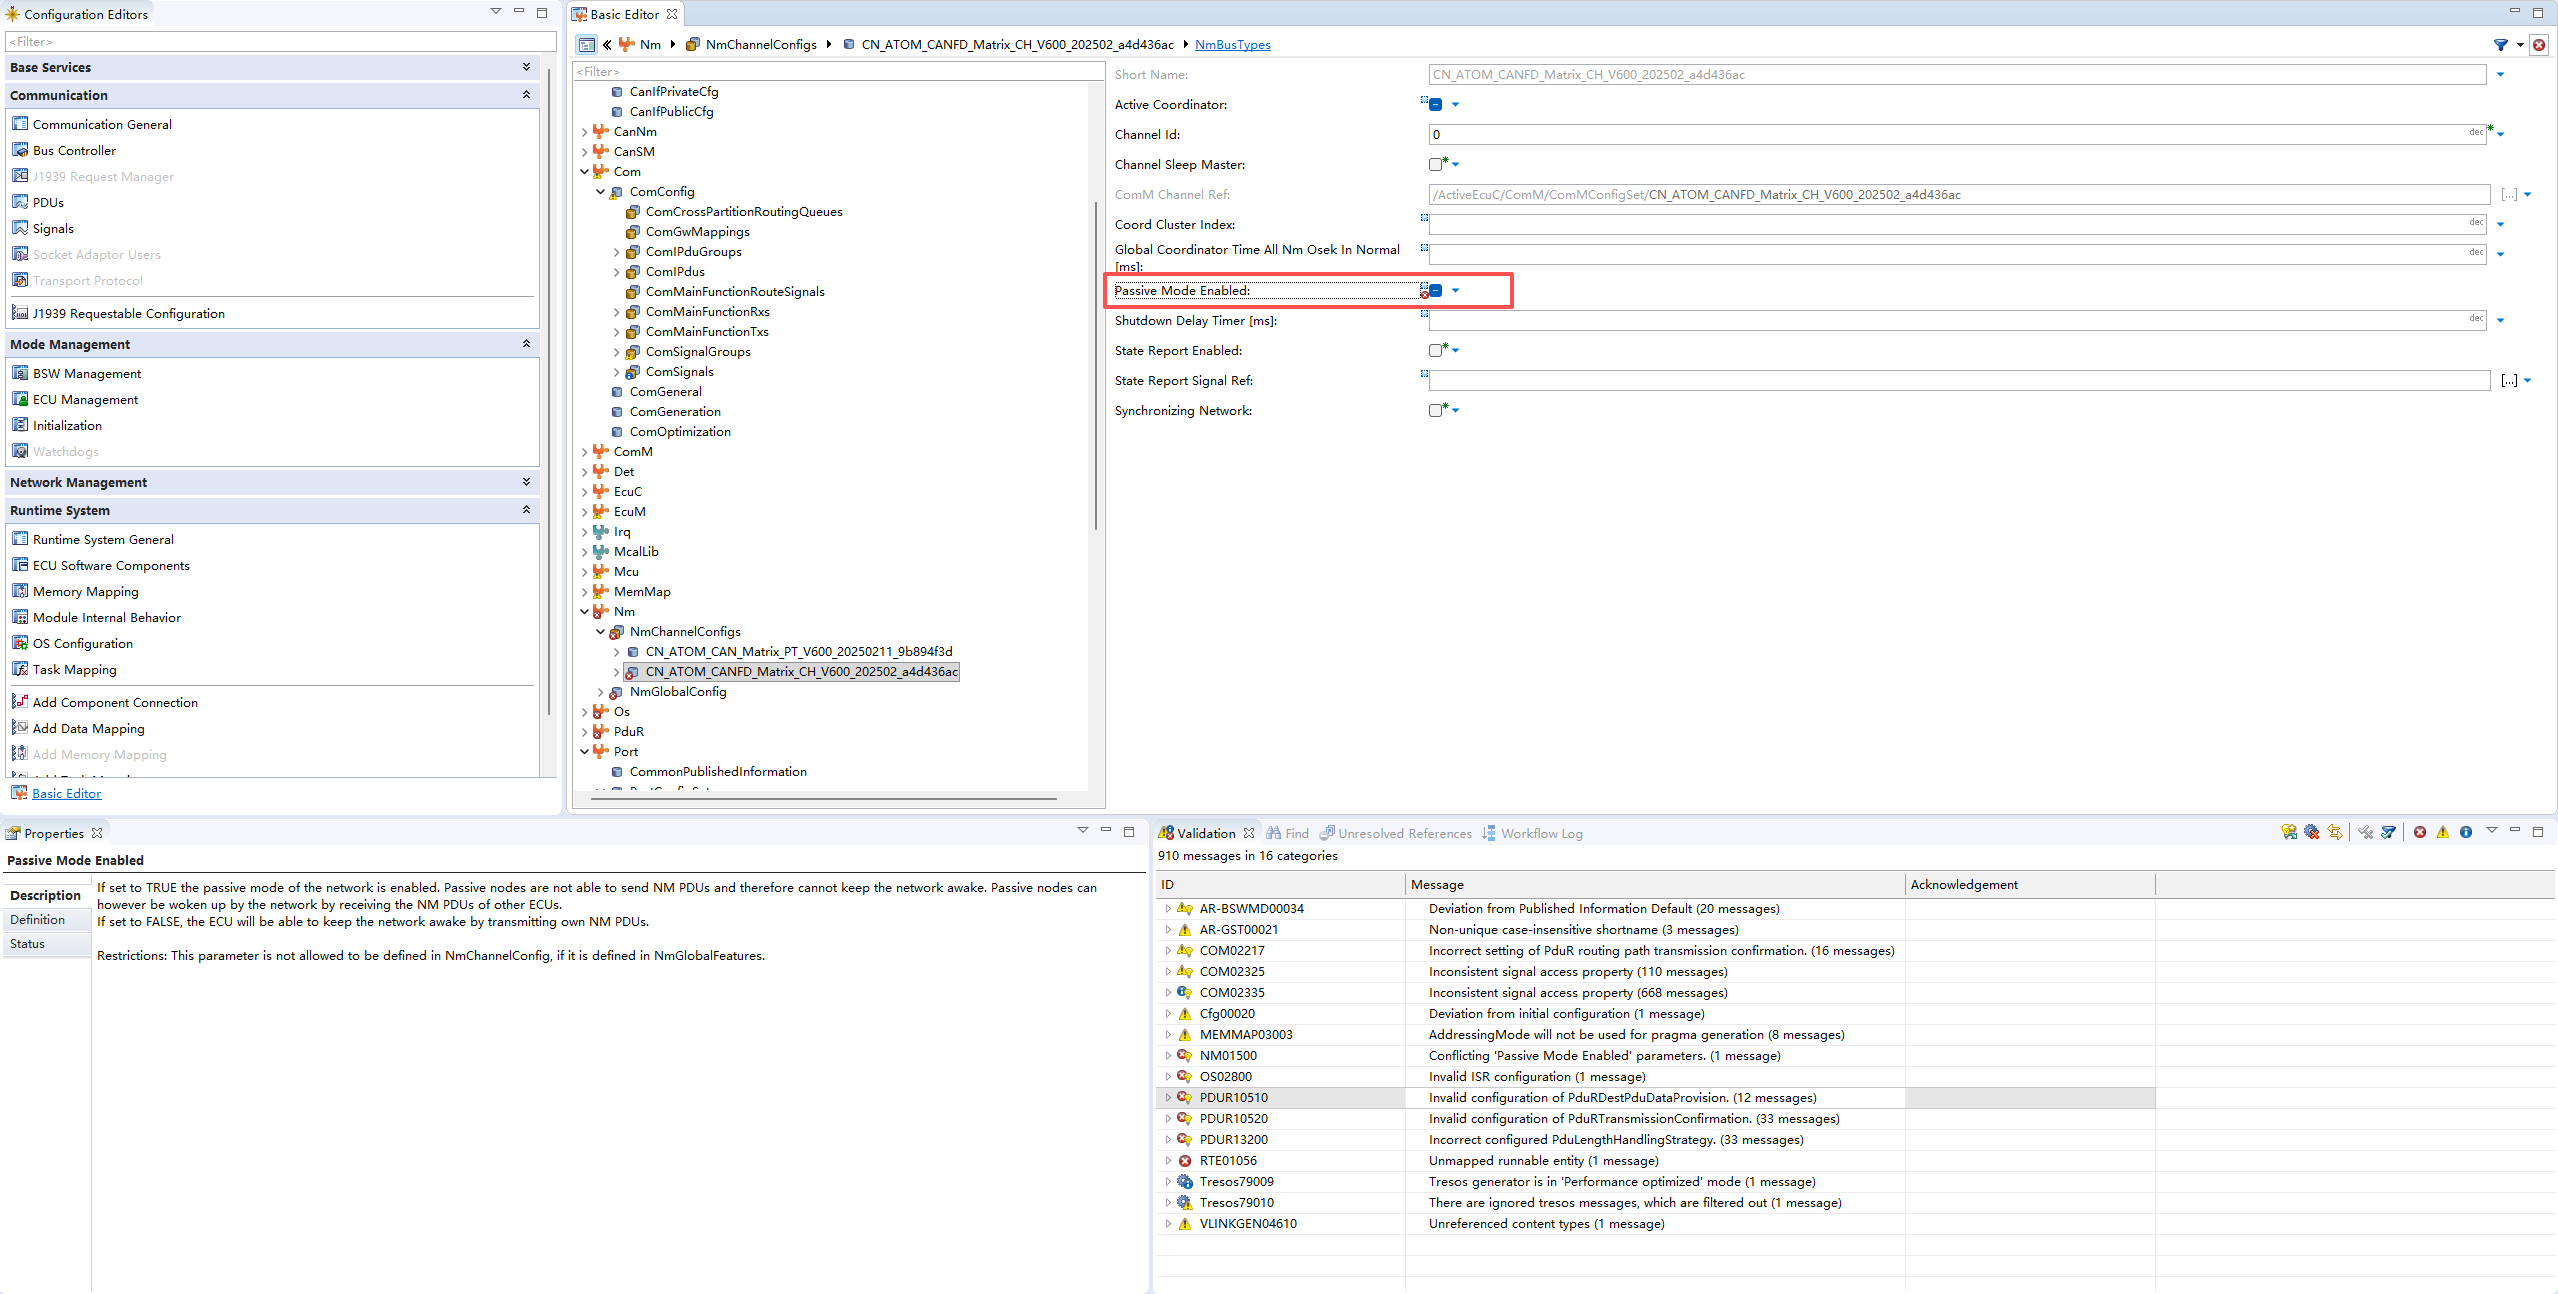 Configuration Editors
<Filter>
Base Services
Communication
Communication General
Bus Controller
J1939 Request Manager
PDUs
Signals
Socket Adaptor Users
Transport Protocol
J1939 Requestable Configuration
Mode Management
BSW Management
ECU Management
Initialization
Watchdogs
Network Management
Runtime System
Runtime System General
ECU Software Components
Memory Mapping
Module Internal Behavior
OS Configuration
Task Mapping
Add Component Connection
Add Data Mapping
Add Memory Mapping
Basic Editor
Basic Editor
Nm NmChannelConfigs CN_ATOM_CANFD_Matrix_CH_V600_202502_a4d436ac NmBusTypes
<Filter>
CanIfPrivateCfg
CanIfPublicCfg
CanNm
CanSM
Com
ComConfig
ComCrossPartitionRoutingQueues
ComGwMappings
ComIPduGroups
ComIPdus
ComMainFunctionRouteSignals
ComMainFunctionRxs
ComMainFunctionTxs
ComSignalGroups
ComSignals
ComGeneral
ComGeneration
ComOptimization
ComM
Det
EcuC
EcuM
Irq
McalLib
Mcu
MemMap
Nm
NmChannelConfigs
CN_ATOM_CAN_Matrix_PT_V600_20250211_9b894f3d
CN_ATOM_CANFD_Matrix_CH_V600_202502_a4d436ac
NmGlobalConfig
Os
PduR
Port
CommonPublishedInformation
Short Name: CN_ATOM_CANFD_Matrix_CH_V600_202502_a4d436ac
Active Coordinator:
Channel Id: 0 dec
Channel Sleep Master:
ComM Channel Ref: /ActiveEcuC/ComM/ComMConfigSet/CN_ATOM_CANFD_Matrix_CH_V600_202502_a4d436ac [...]
Coord Cluster Index: dec
Global Coordinator Time All Nm Osek In Normal
[ms]: dec
Passive Mode Enabled:
Shutdown Delay Timer [ms]: dec
State Report Enabled:
State Report Signal Ref: [...]
Synchronizing Network:
Properties
Passive Mode Enabled
Description
Definition
Status
If set to TRUE the passive mode of the network is enabled. Passive nodes are not able to send NM PDUs and therefore cannot keep the network awake. Passive nodes can
however be woken up by the network by receiving the NM PDUs of other ECUs.
If set to FALSE, the ECU will be able to keep the network awake by transmitting own NM PDUs.
Restrictions: This parameter is not allowed to be defined in NmChannelConfig, if it is defined in NmGlobalFeatures.
Validation Find Unresolved References Workflow Log
910 messages in 16 categories
ID Message Acknowledgement
AR-BSWMD00034 Deviation from Published Information Default (20 messages)
AR-GST00021 Non-unique case-insensitive shortname (3 messages)
COM02217 Incorrect setting of PduR routing path transmission confirmation. (16 messages)
COM02325 Inconsistent signal access property (110 messages)
COM02335 Inconsistent signal access property (668 messages)
Cfg00020 Deviation from initial configuration (1 message)
MEMMAP03003 AddressingMode will not be used for pragma generation (8 messages)
NM01500 Conflicting 'Passive Mode Enabled' parameters. (1 message)
OS02800 Invalid ISR configuration (1 message)
PDUR10510 Invalid configuration of PduRDestPduDataProvision. (12 messages)
PDUR10520 Invalid configuration of PduRTransmissionConfirmation. (33 messages)
PDUR13200 Incorrect configured PduLengthHandlingStrategy. (33 messages)
RTE01056 Unmapped runnable entity (1 message)
Tresos79009 Tresos generator is in 'Performance optimized' mode (1 message)
Tresos79010 There are ignored tresos messages, which are filtered out (1 message)
VLINKGEN04610 Unreferenced content types (1 message)